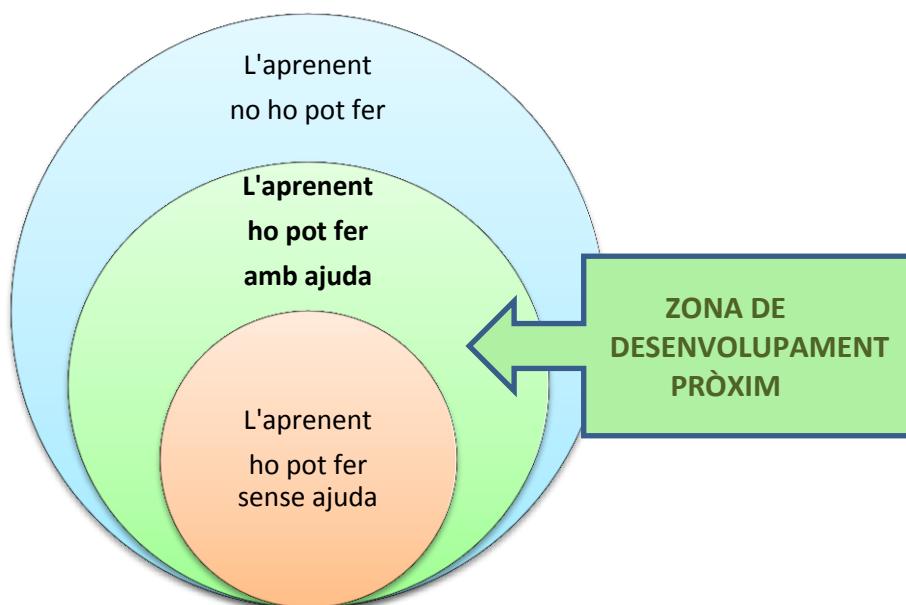 L'aprenent
no ho pot fer
L'aprenent
ho pot fer
amb ajuda
L'aprenent
ho pot fer
sense ajuda
ZONA DE
DESENVOLUPAMENT
PRÒXIM